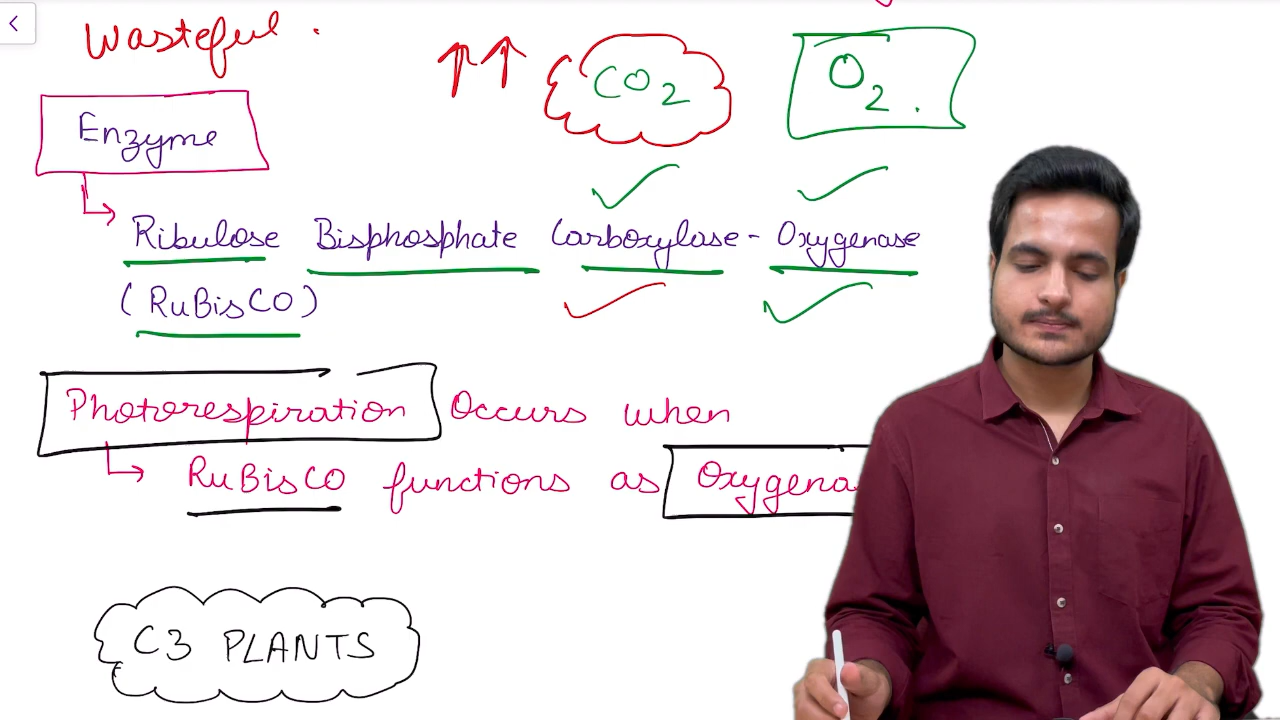 Wasteful.
CO2 O2.
Enzyme
Ribulose Bisphosphate Carboxylase - Oxygenase
(RuBisCO)
Photorespiration Occurs when
RuBisCO functions as
C3 PLANTS